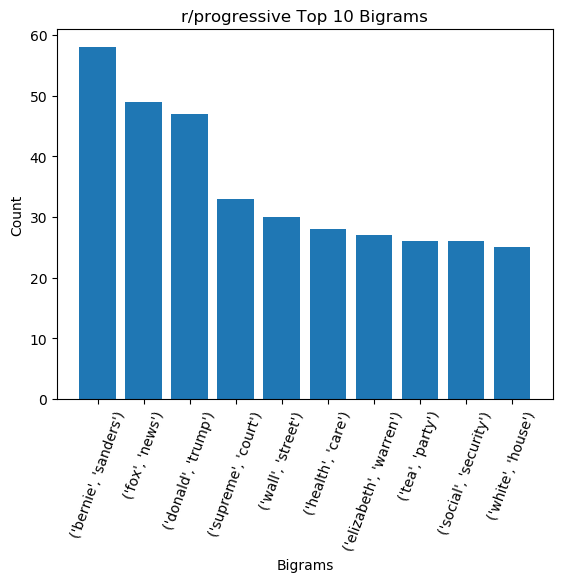 r/progressive Top 10 Bigrams
Count
60
50
40
30
20
10
0
('bernie', 'sanders')
('fox', 'news')
('donald', 'trump')
('supreme', 'court')
('wall', 'street')
('health', 'care')
('elizabeth', 'warren')
('tea', 'party')
('social', 'security')
('white', 'house')
Bigrams